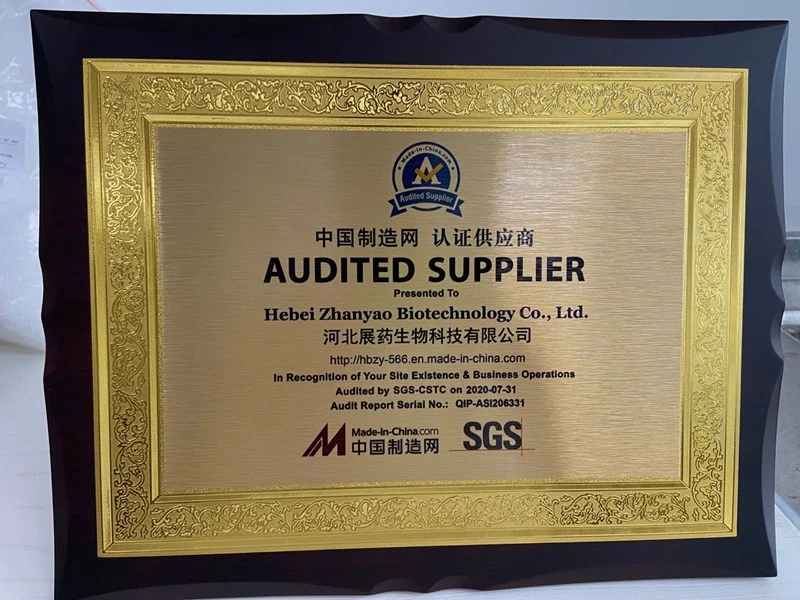 Made-in-China.com
A
Audited Supplier
中国制造网 认证供应商
AUDITED SUPPLIER
Presented To
Hebei Zhanyao Biotechnology Co., Ltd.
河北展药生物科技有限公司
http://hbzy-566.en.made-in-china.com
In Recognition of Your Site Existence & Business Operations
Audited by SGS-CSTC on 2020-07-31
Audit Report Serial No.: QIP-ASI206331
Made-in-China.com
中国制造网
SGS